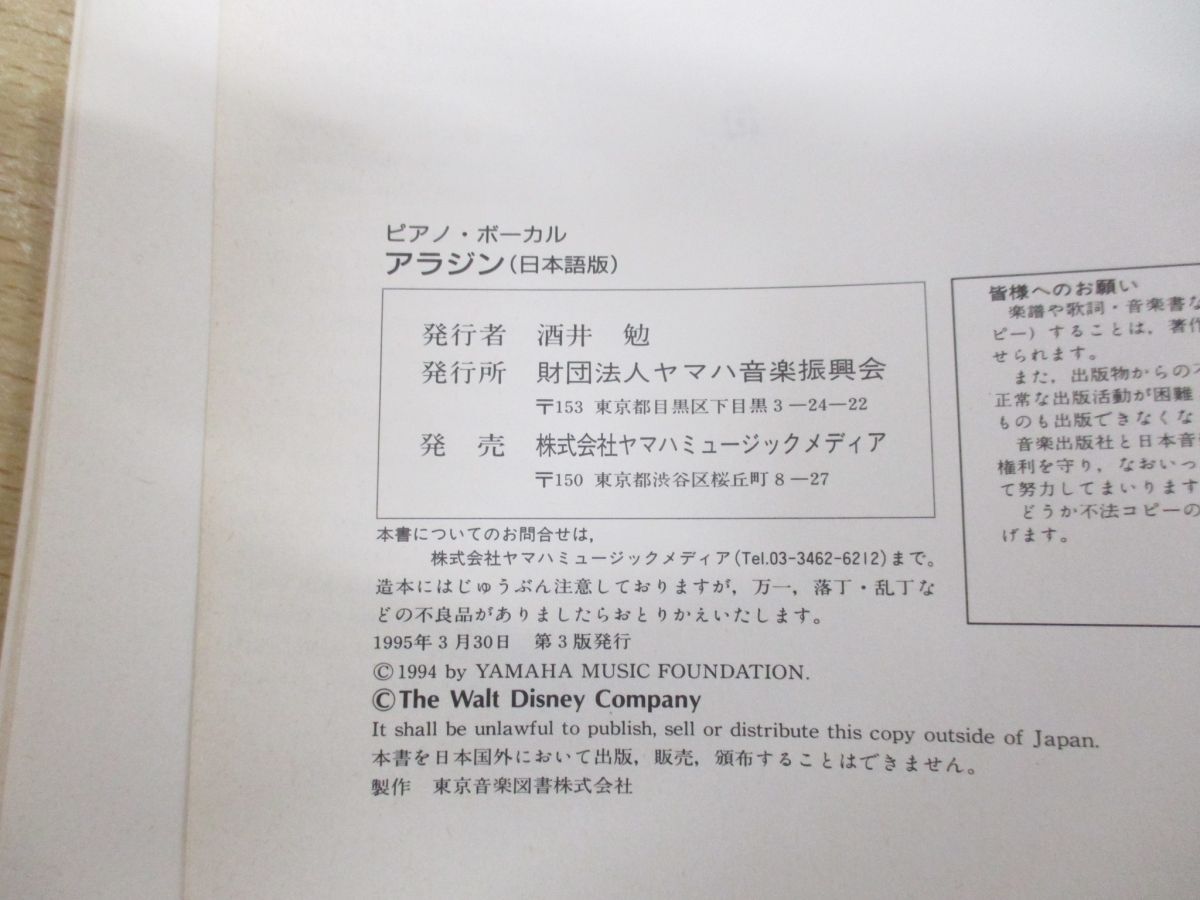 ピアノ・ボーカル
アラジン(日本語版)
発行者 酒井 勉
発行所 財団法人ヤマハ音楽振興会
〒153 東京都目黒区下目黒3―24―22
発 売 株式会社ヤマハミュージックメディア
〒150 東京都渋谷区桜丘町8―27
本書についてのお問合せは,
株式会社ヤマハミュージックメディア(Tel.03-3462-6212)まで。
造本にはじゅうぶん注意しておりますが, 万一, 落丁・乱丁な
どの不良品がありましたらおとりかえいたします。
1995年3月30日 第3版発行
©1994 by YAMAHA MUSIC FOUNDATION.
©The Walt Disney Company
It shall be unlawful to publish, sell or distribute this copy outside of Japan.
本書を日本国外において出版, 販売, 頒布することはできません。
製作 東京音楽図書株式会社
皆様へのお願い
楽譜や歌詞・音楽書な
ピー) することは, 著作
せられます。
また, 出版物からの不
正常な出版活動が困難
ものも出版できなくな
音楽出版社と日本音
権利を守り, なおいっ
て努力してまいります
どうか不法コピーの
げます。